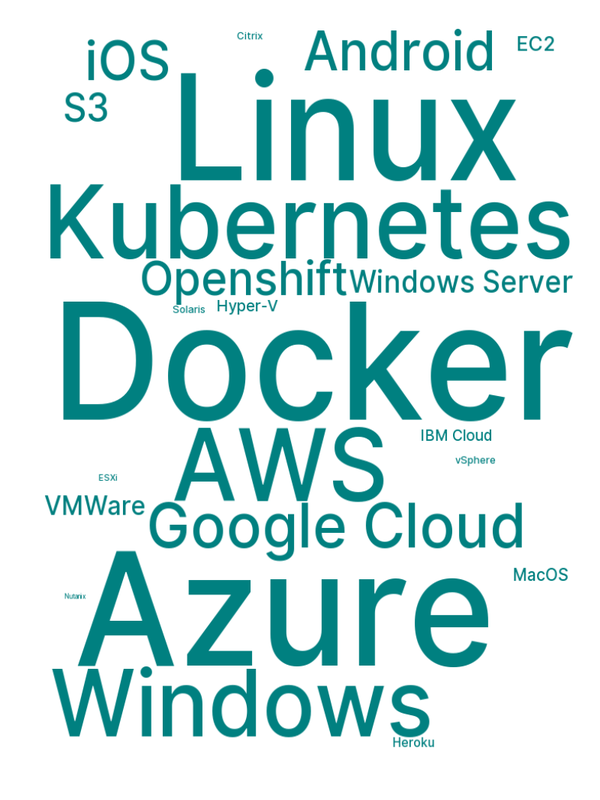 Citrix
iOS
Android
EC2
S3
Linux
Kubernetes
Openshift
Windows Server
Solaris
Hyper-V
Docker
AWS
IBM Cloud
vSphere
ESXi
VMWare
Google Cloud
Azure
MacOS
Nutanix
Windows
Heroku